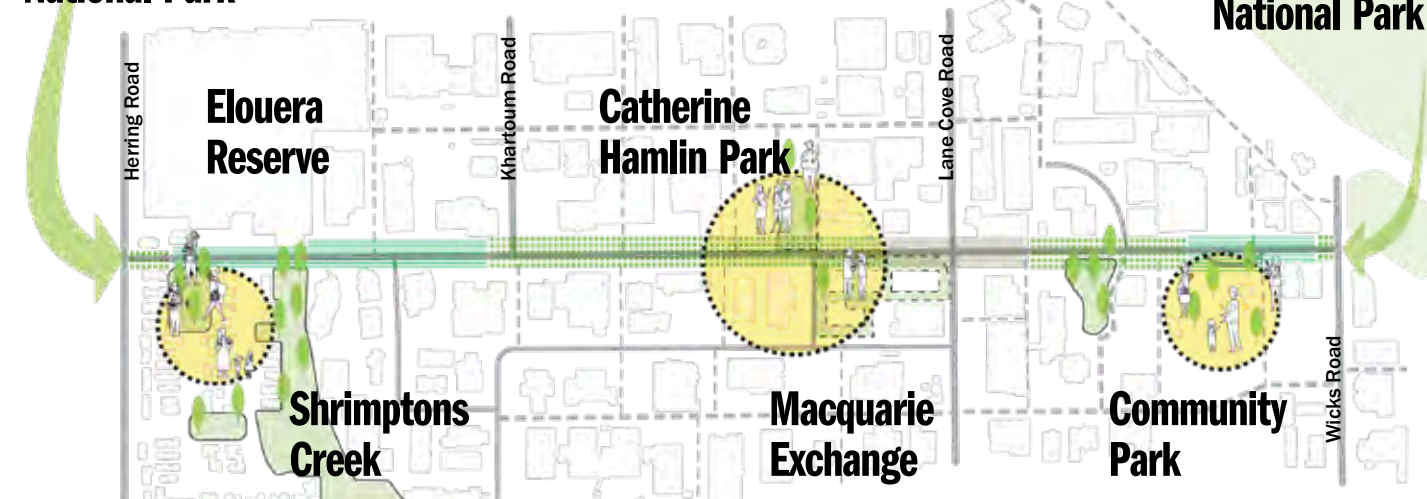 National Park
National Park
Herring Road
Elouera
Reserve
Khartoum Road
Catherine
Hamlin Park
Lane Cove Road
Shrimptons
Creek
Macquarie
Exchange
Community
Park
Wicks Road